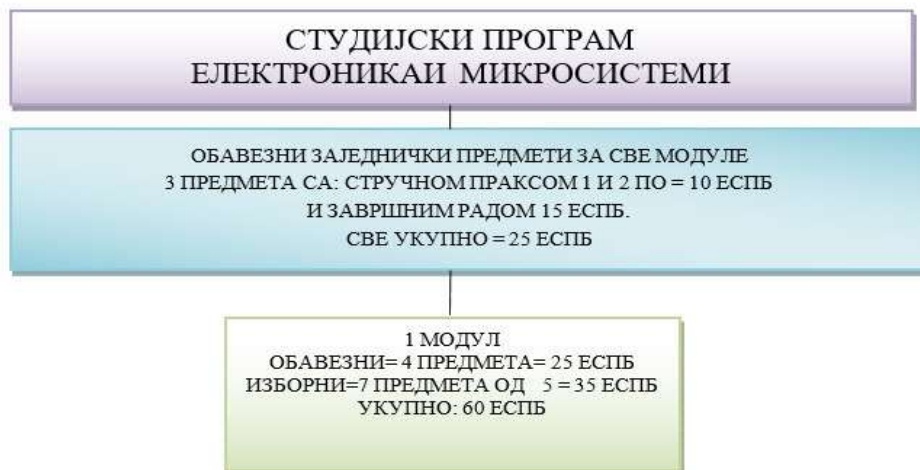 СТУДИЈСКИ ПРОГРАМ
ЕЛЕКТРОНИКАИ МИКРОСИСТЕМИ
ОБАВЕЗНИ ЗАЈЕДНИЧКИ ПРЕДМЕТИ ЗА СВЕ МОДУЛЕ
3 ПРЕДМЕТА СА: СТРУЧНОМ ПРАКСОМ 1 И 2 ПО = 10 ЕСПБ
И ЗАВРШНИМ РАДОМ 15 ЕСПБ.
СВЕ УКУПНО = 25 ЕСПБ
1 МОДУЛ
ОБАВЕЗНИ= 4 ПРЕДМЕТА= 25 ЕСПБ
ИЗБОРНИ=7 ПРЕДМЕТА ОД 5 = 35 ЕСПБ
УКУПНО: 60 ЕСПБ